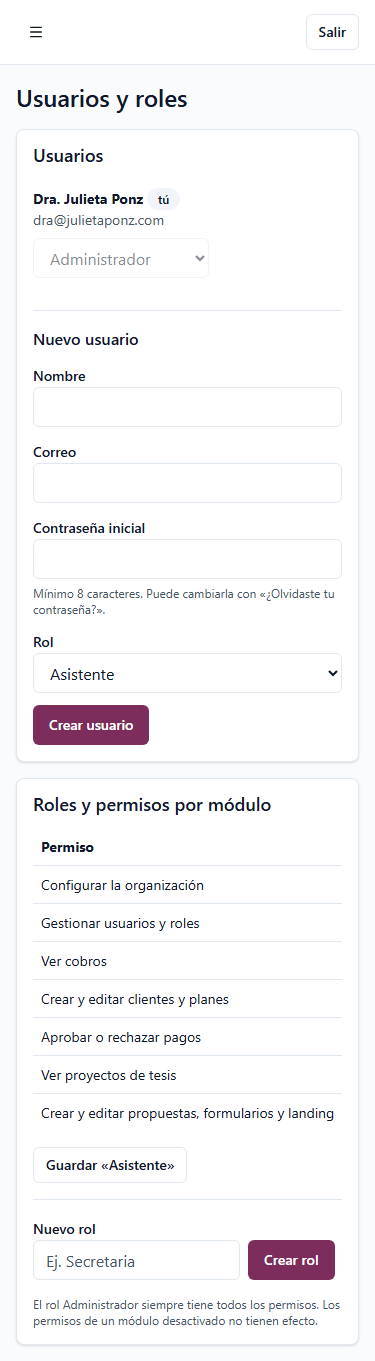 ☰
Salir
Usuarios y roles
Usuarios
Dra. Julieta Ponz tú
dra@julietaponz.com
Administrador
Nuevo usuario
Nombre
Correo
Contraseña inicial
Mínimo 8 caracteres. Puede cambiarla con «¿Olvidaste tu
contraseña?».
Rol
Asistente
Crear usuario
Roles y permisos por módulo
Permiso
Configurar la organización
Gestionar usuarios y roles
Ver cobros
Crear y editar clientes y planes
Aprobar o rechazar pagos
Ver proyectos de tesis
Crear y editar propuestas, formularios y landing
Guardar «Asistente»
Nuevo rol
Ej. Secretaria
Crear rol
El rol Administrador siempre tiene todos los permisos. Los
permisos de un módulo desactivado no tienen efecto.